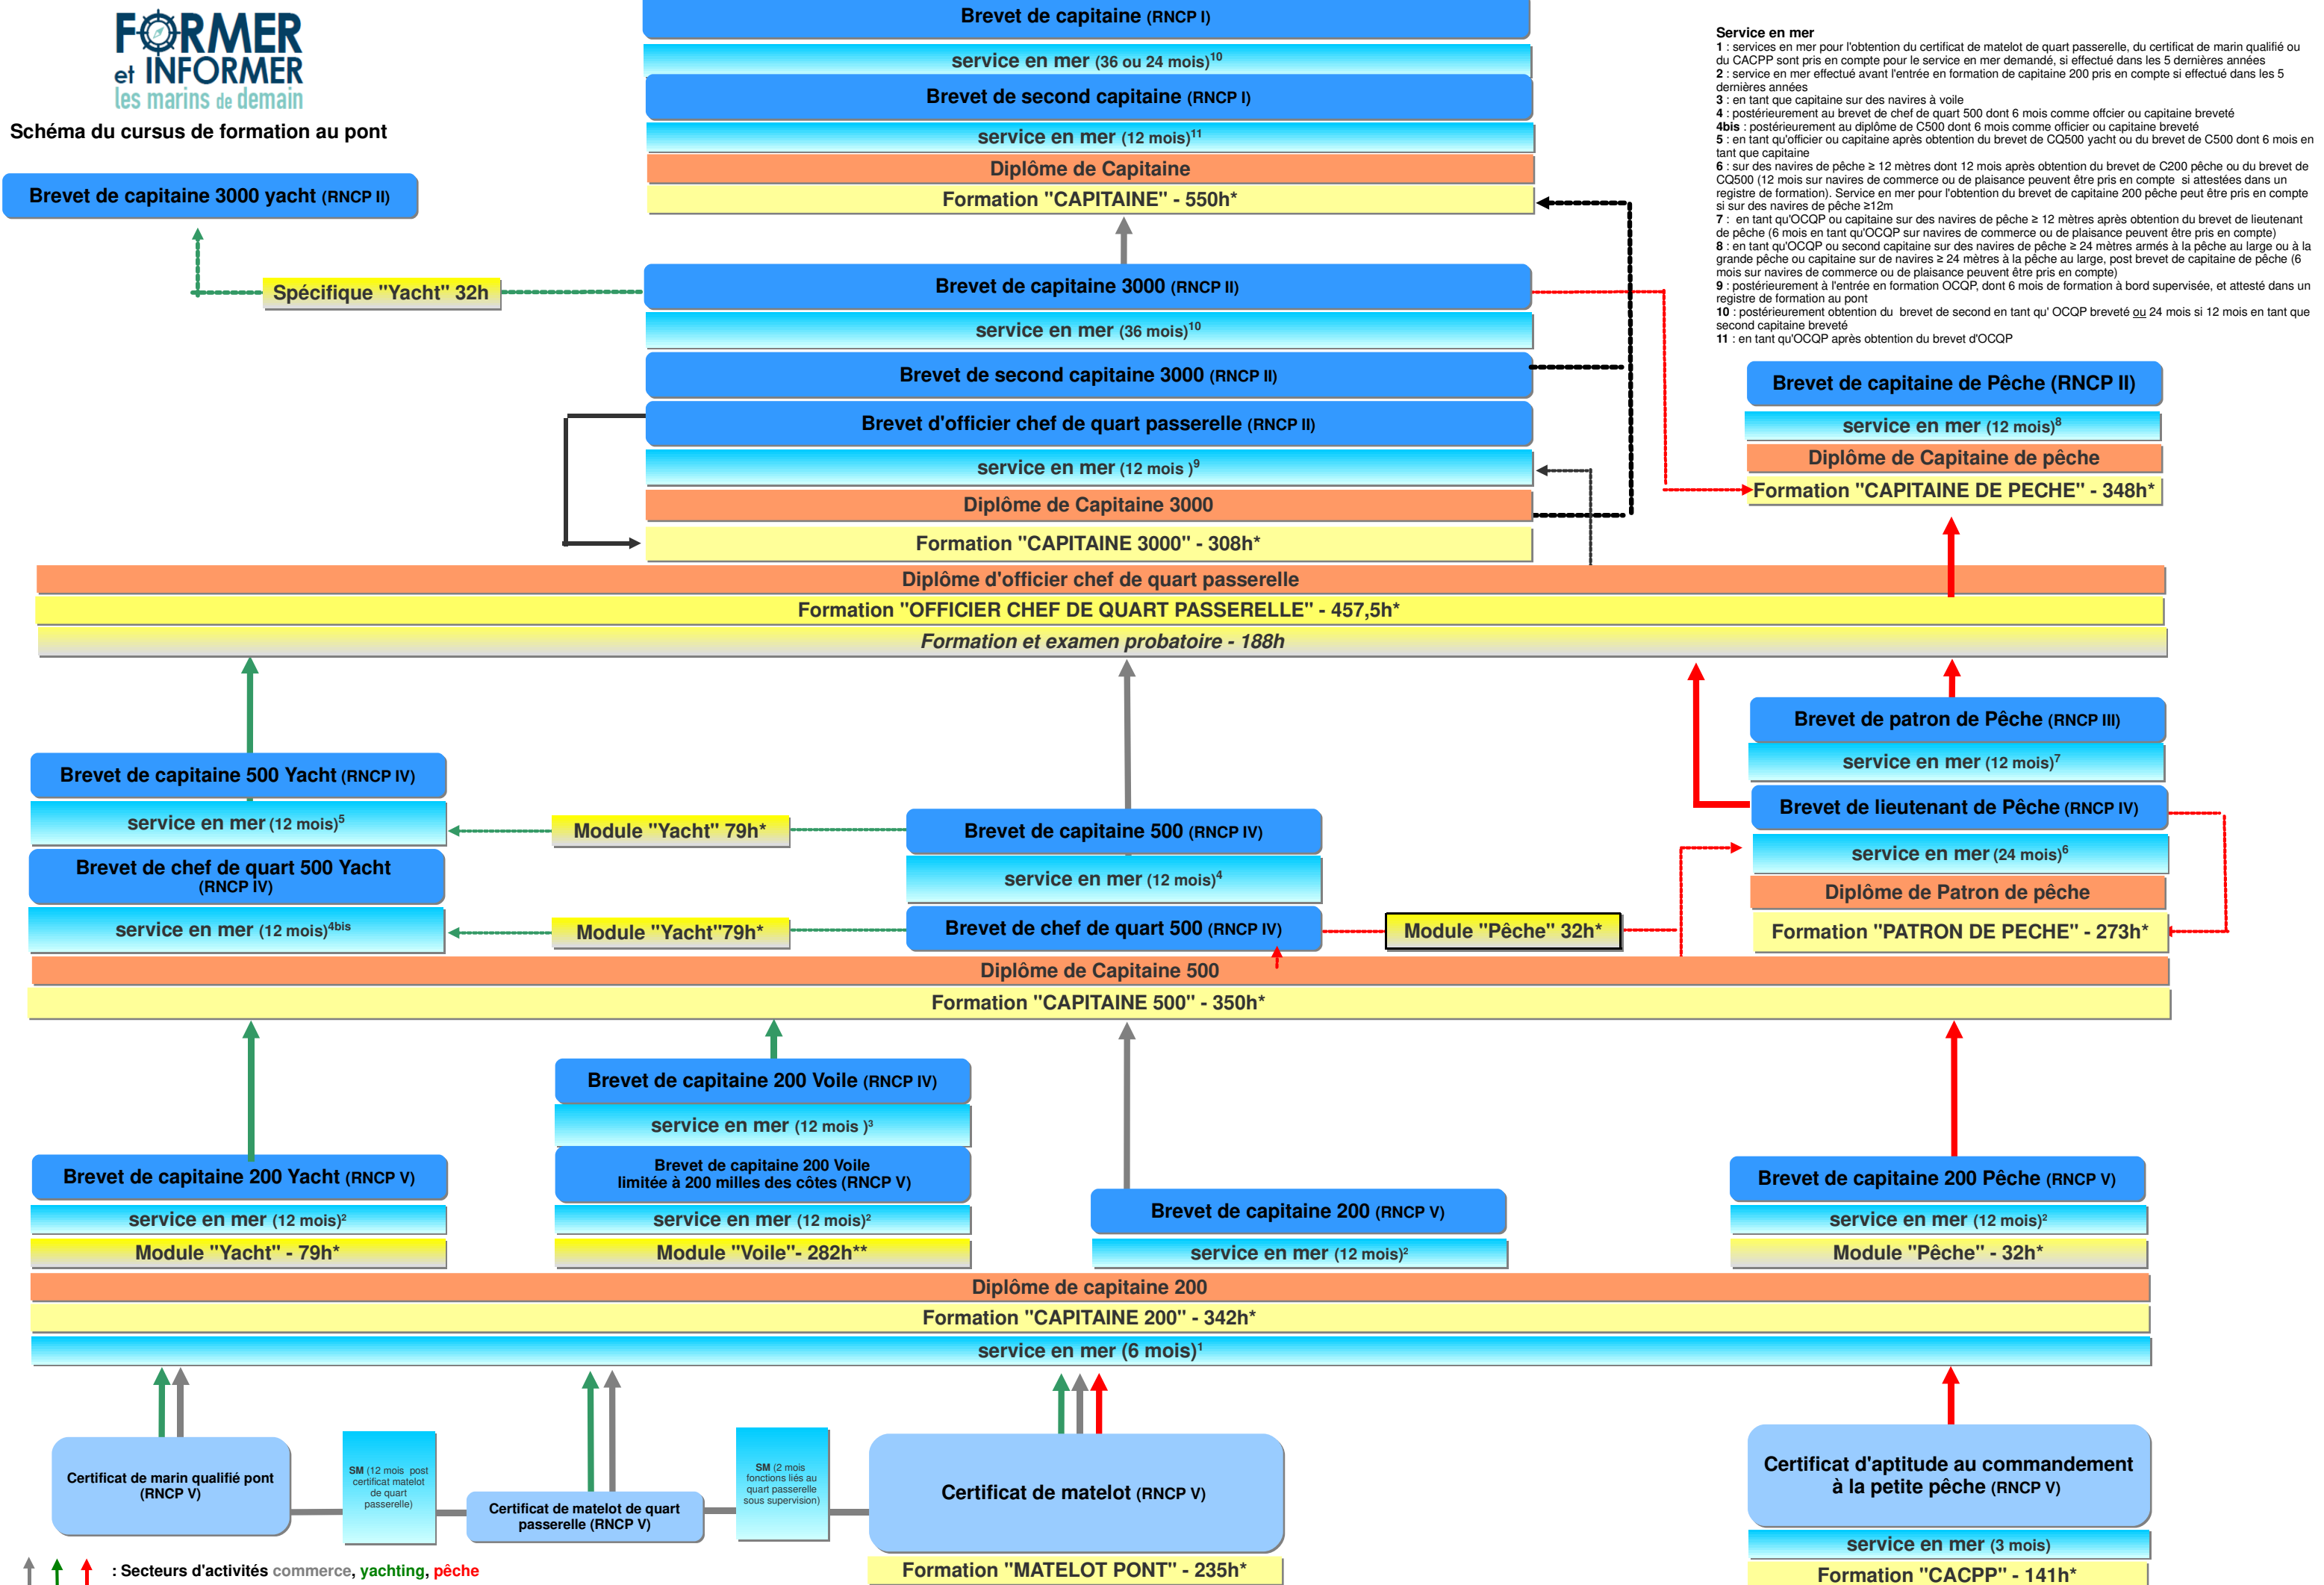 FORMER
et INFORMER
les marins de demain
Schéma du cursus de formation au pont
Brevet de capitaine (RNCP I)
service en mer (36 ou 24 mois)10
Brevet de second capitaine (RNCP I)
service en mer (12 mois)11
Diplôme de Capitaine
Formation "CAPITAINE" - 550h*
Service en mer
1 : services en mer pour l'obtention du certificat de matelot de quart passerelle, du certificat de marin qualifié ou
du CACPP sont pris en compte pour le service en mer demandé, si effectué dans les 5 dernières années
2 : service en mer effectué avant l'entrée en formation de capitaine 200 pris en compte si effectué dans les 5
dernières années
3 : en tant que capitaine sur des navires à voile
4 : postérieurement au brevet de chef de quart 500 dont 6 mois comme offcier ou capitaine breveté
4bis : postérieurement au diplôme de C500 dont 6 mois comme officier ou capitaine breveté
5 : en tant qu'officier ou capitaine après obtention du brevet de CQ500 yacht ou du brevet de C500 dont 6 mois en
tant que capitaine
6 : sur des navires de pêche ≥ 12 mètres dont 12 mois après obtention du brevet de C200 pêche ou du brevet de
CQ500 (12 mois sur navires de commerce ou de plaisance peuvent être pris en compte si attestées dans un
registre de formation). Service en mer pour l'obtention du brevet de capitaine 200 pêche peut être pris en compte
si sur des navires de pêche ≥12m
7 : en tant qu'OCQP ou capitaine sur des navires de pêche ≥ 12 mètres après obtention du brevet de lieutenant
de pêche (6 mois en tant qu'OCQP sur navires de commerce ou de plaisance peuvent être pris en compte)
8 : en tant qu'OCQP ou second capitaine sur des navires de pêche ≥ 24 mètres armés à la pêche au large ou à la
grande pêche ou capitaine sur de navires ≥ 24 mètres à la pêche au large, post brevet de capitaine de pêche (6
mois sur navires de commerce ou de plaisance peuvent être pris en compte)
9 : postérieurement à l'entrée en formation OCQP, dont 6 mois de formation à bord supervisée, et attesté dans un
registre de formation au pont
10 : postérieurement obtention du brevet de second en tant qu' OCQP breveté ou 24 mois si 12 mois en tant que
second capitaine breveté
11 : en tant qu'OCQP après obtention du brevet d'OCQP
Brevet de capitaine 3000 yacht (RNCP II)
Spécifique "Yacht" 32h
Brevet de capitaine 3000 (RNCP II)
service en mer (36 mois)10
Brevet de second capitaine 3000 (RNCP II)
Brevet d'officier chef de quart passerelle (RNCP II)
service en mer (12 mois )9
Diplôme de Capitaine 3000
Formation "CAPITAINE 3000" - 308h*
Brevet de capitaine de Pêche (RNCP II)
service en mer (12 mois)8
Diplôme de Capitaine de pêche
Formation "CAPITAINE DE PECHE" - 348h*
Diplôme d'officier chef de quart passerelle
Formation "OFFICIER CHEF DE QUART PASSERELLE" - 457,5h*
Formation et examen probatoire - 188h
Brevet de capitaine 500 Yacht (RNCP IV)
service en mer (12 mois)5
Brevet de chef de quart 500 Yacht
(RNCP IV)
service en mer (12 mois)4bis
Module "Yacht" 79h*
Module "Yacht"79h*
Brevet de capitaine 500 (RNCP IV)
service en mer (12 mois)4
Brevet de chef de quart 500 (RNCP IV)
Module "Pêche" 32h*
Brevet de patron de Pêche (RNCP III)
service en mer (12 mois)7
Brevet de lieutenant de Pêche (RNCP IV)
service en mer (24 mois)6
Diplôme de Patron de pêche
Formation "PATRON DE PECHE" - 273h*
Diplôme de Capitaine 500
Formation "CAPITAINE 500" - 350h*
Brevet de capitaine 200 Yacht (RNCP V)
service en mer (12 mois)2
Module "Yacht" - 79h*
Brevet de capitaine 200 Voile (RNCP IV)
service en mer (12 mois )3
Brevet de capitaine 200 Voile
limitée à 200 milles des côtes (RNCP V)
service en mer (12 mois)2
Module "Voile"- 282h**
Brevet de capitaine 200 (RNCP V)
service en mer (12 mois)2
Brevet de capitaine 200 Pêche (RNCP V)
service en mer (12 mois)2
Module "Pêche" - 32h*
Diplôme de capitaine 200
Formation "CAPITAINE 200" - 342h*
service en mer (6 mois)1
Certificat de marin qualifié pont
(RNCP V)
SM (12 mois post
certificat matelot
de quart
passerelle)
Certificat de matelot de quart
passerelle (RNCP V)
SM (2 mois
fonctions liés au
quart passerelle
sous supervision)
Certificat de matelot (RNCP V)
Formation "MATELOT PONT" - 235h*
Certificat d'aptitude au commandement
à la petite pêche (RNCP V)
service en mer (3 mois)
Formation "CACPP" - 141h*
: Secteurs d'activités commerce, yachting, pêche